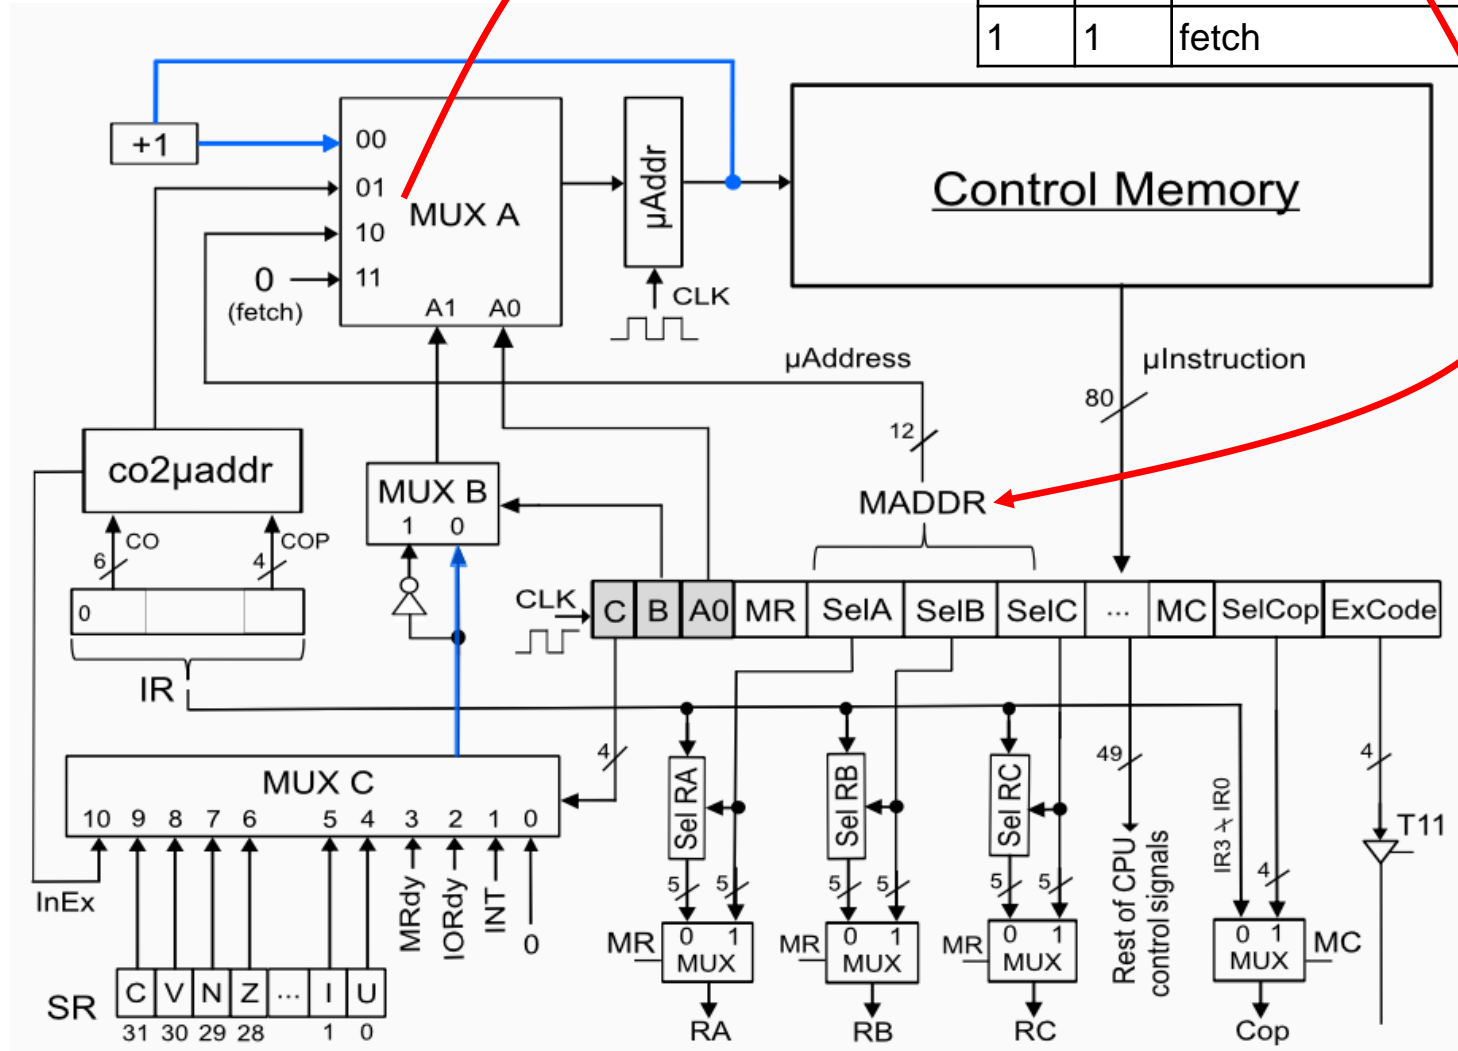 1 1 fetch
+1
00
01
10
11
MUX A
A1 A0
0
(fetch)
µAddr
CLK
Control Memory
µAddress
µInstruction
12
80
co2µaddr
CO
COP
6
4
0
IR
MUX B
1 0
MADDR
CLK
C B A0 MR SelA SelB SelC ... MC SelCop ExCode
4
MUX C
10 9 8 7 6 5 4 3 2 1 0
InEx
MRdy
IORdy
INT
0
SR
C V N Z ... I U
31 30 29 28 1 0
Sel RA
Sel RB
Sel RC
5 5 5 5 5 5
MR 0 1 MUX
MR 0 1 MUX
MR 0 1 MUX
RA RB RC
49
Rest of CPU
control signals
IR3 IR0
4
0 1 MUX MC
Cop
4
T11